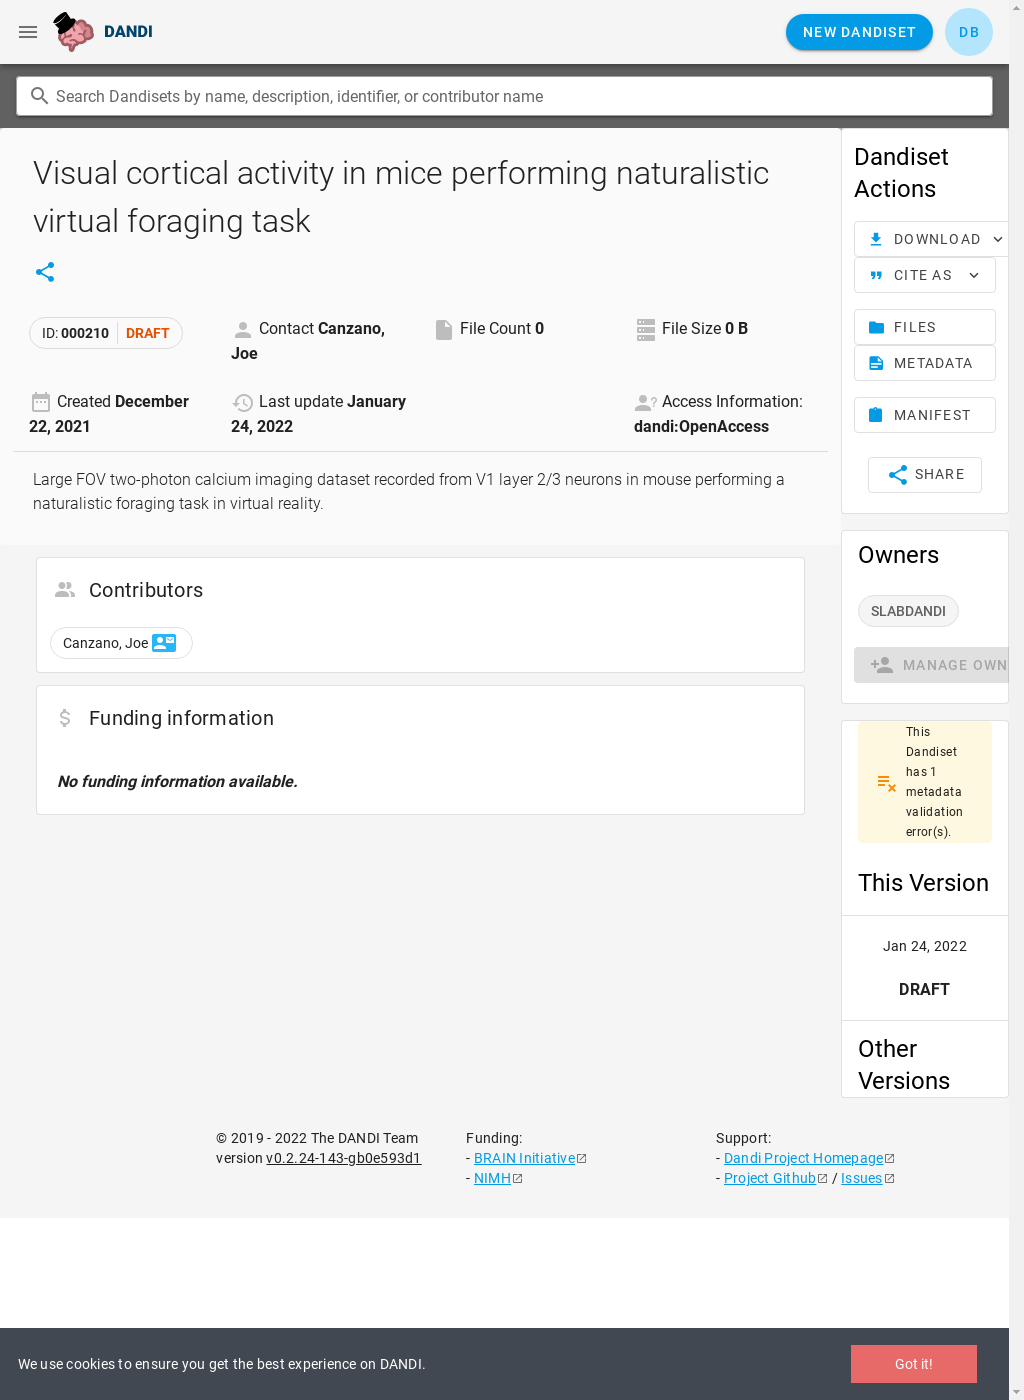 DANDI
NEW DANDISET
DB
Search Dandisets by name, description, identifier, or contributor name
Visual cortical activity in mice performing naturalistic
virtual foraging task
ID: 000210 DRAFT
Contact Canzano,
Joe
File Count 0
File Size 0 B
Created December
22, 2021
Last update January
24, 2022
Access Information:
dandi:OpenAccess
Large FOV two-photon calcium imaging dataset recorded from V1 layer 2/3 neurons in mouse performing a
naturalistic foraging task in virtual reality.
Contributors
Canzano, Joe
Funding information
No funding information available.
Dandiset
Actions
DOWNLOAD
CITE AS
FILES
METADATA
MANIFEST
SHARE
Owners
SLABDANDI
MANAGE OWN
This
Dandiset
has 1
metadata
validation
error(s).
This Version
Jan 24, 2022
DRAFT
Other
Versions
© 2019 - 2022 The DANDI Team
version v0.2.24-143-gb0e593d1
Funding:
- BRAIN Initiative
- NIMH
Support:
- Dandi Project Homepage
- Project Github / Issues
We use cookies to ensure you get the best experience on DANDI.
Got it!